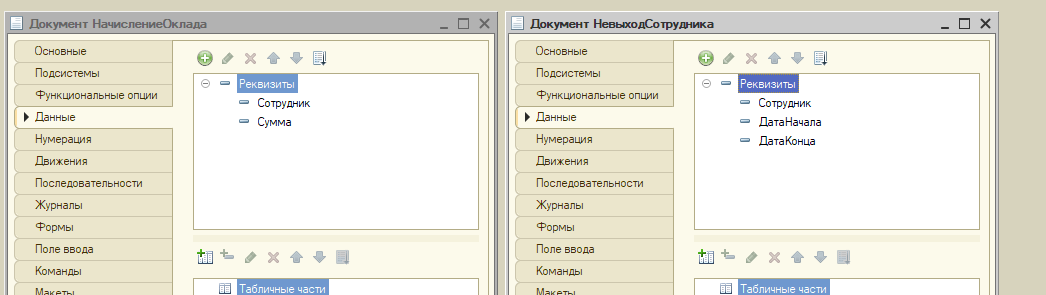 Документ НачислениеОклада
Основные
Подсистемы
Функциональные опции
Данные
Нумерация
Движения
Последовательности
Журналы
Формы
Поле ввода
Команды
Макеты
Реквизиты
Сотрудник
Сумма
Табличные части
Документ НевыходСотрудника
Основные
Подсистемы
Функциональные опции
Данные
Нумерация
Движения
Последовательности
Журналы
Формы
Поле ввода
Команды
Макеты
Реквизиты
Сотрудник
ДатаНачала
ДатаКонца
Табличные части